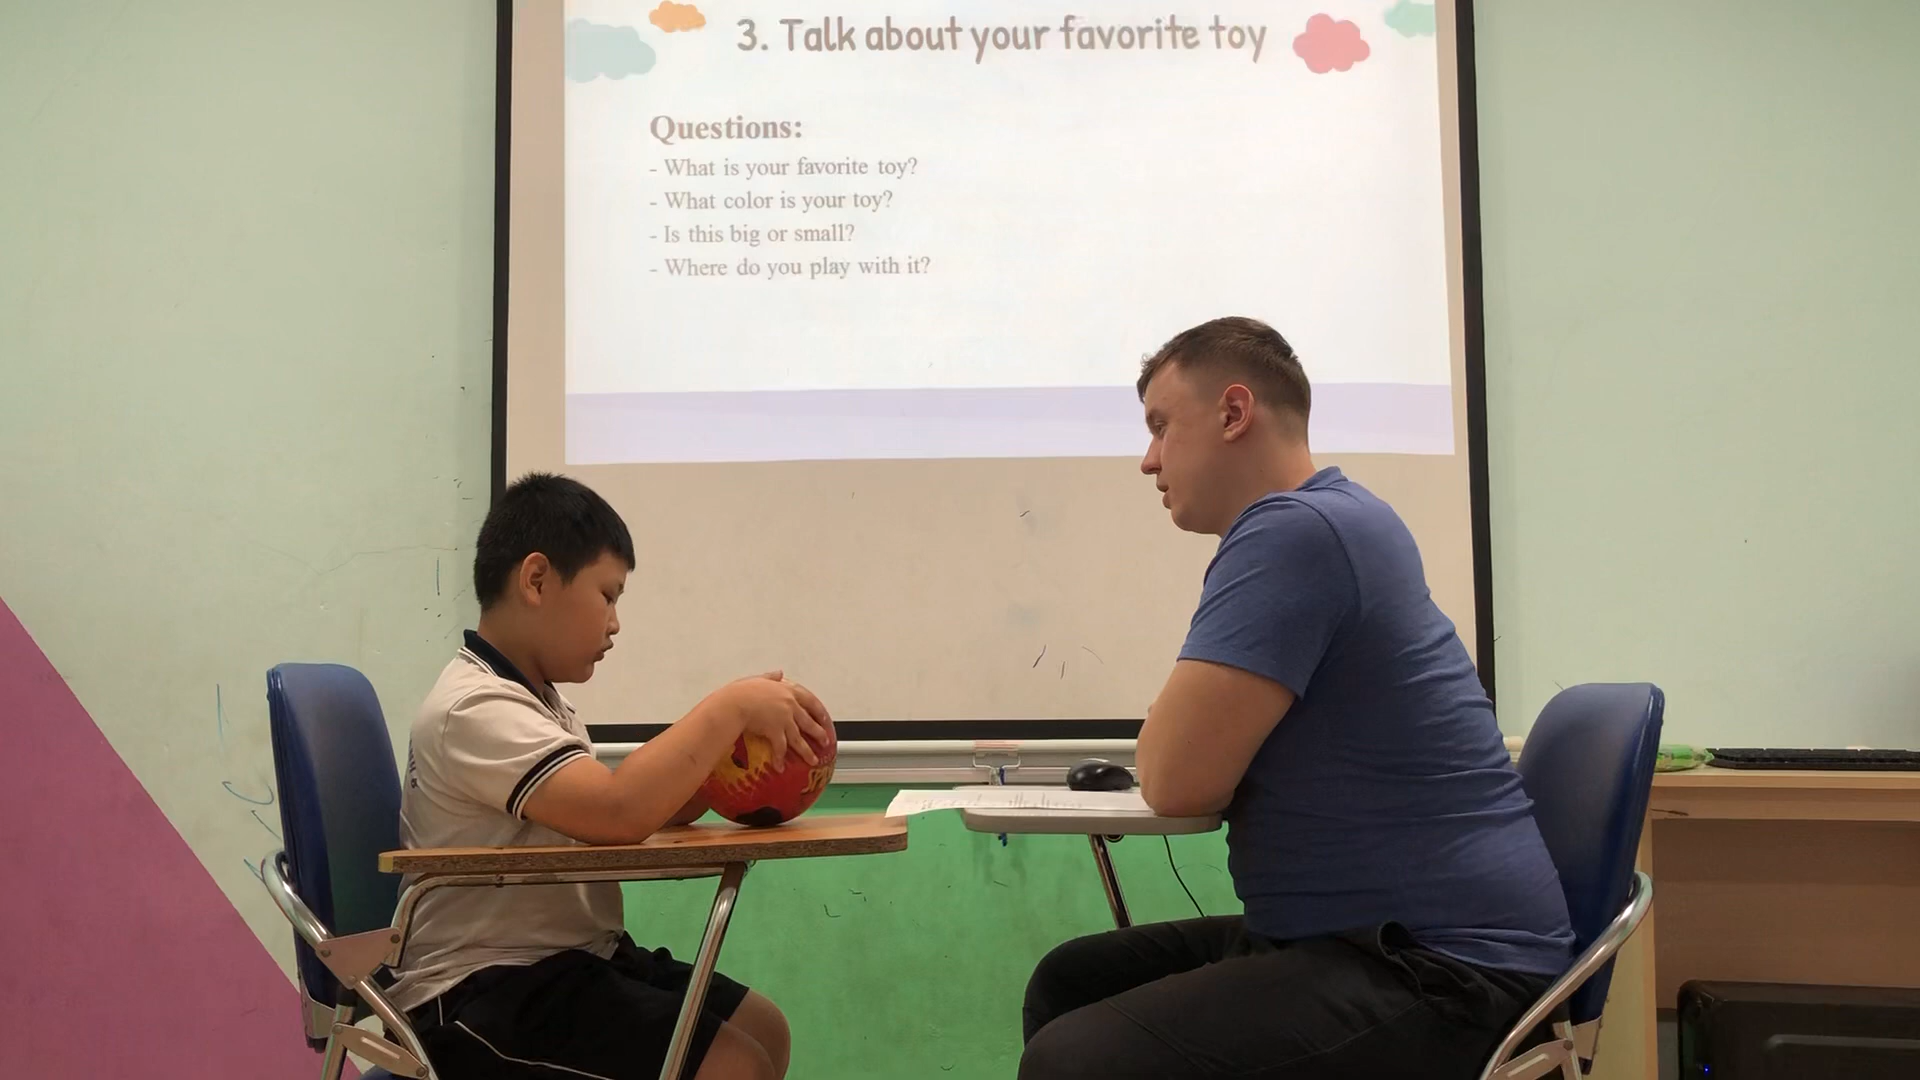 3. Talk about your favorite toy
Questions:
- What is your favorite toy?
- What color is your toy?
- Is this big or small?
- Where do you play with it?